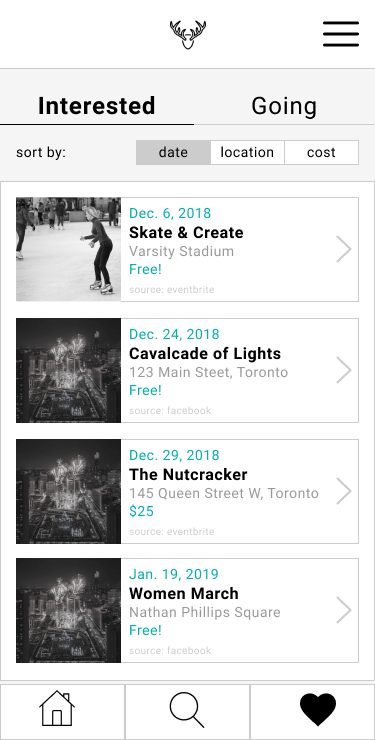 Interested
Going
sort by:
date
location
cost
Dec. 6, 2018
Skate & Create
Varsity Stadium
Free!
source: eventbrite
Dec. 24, 2018
Cavalcade of Lights
123 Main Steet, Toronto
Free!
source: facebook
Dec. 29, 2018
The Nutcracker
145 Queen Street W, Toronto
$25
source: eventbrite
Jan. 19, 2019
Women March
Nathan Phillips Square
Free!
source: facebook